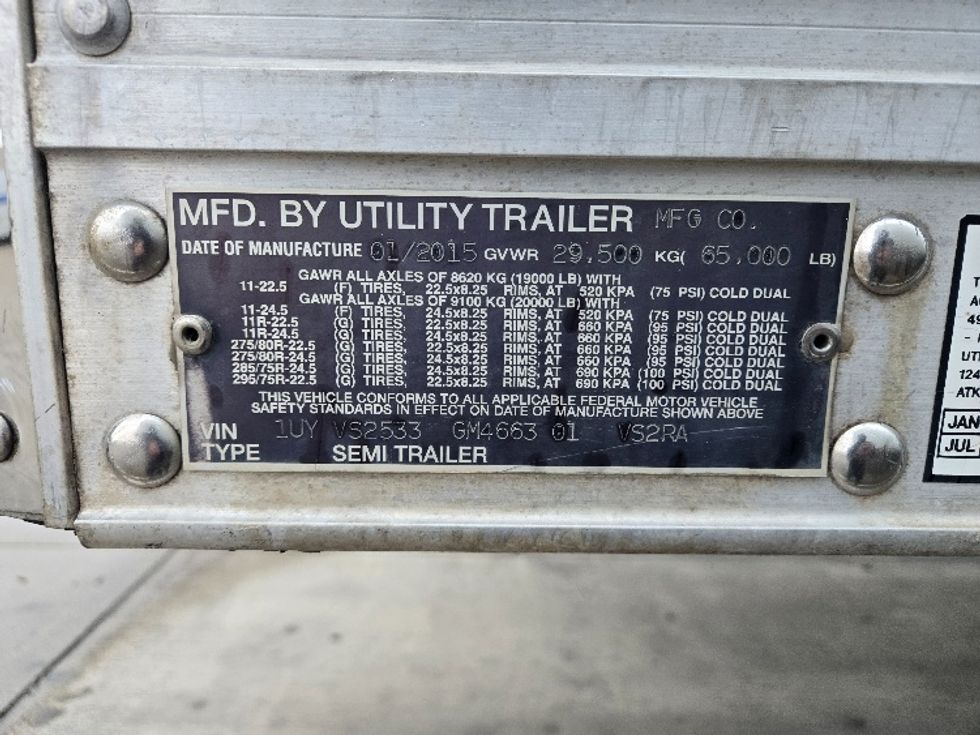 MFD. BY UTILITY TRAILER MFG CO.
DATE OF MANUFACTURE 01/2015 GVWR 29,500 KG( 65,000 LB)
GAWR ALL AXLES OF 8620 KG (19000 LB) WITH
11-22.5 (F) TIRES, 22.5x8.25 RIMS, AT 520 KPA (75 PSI) COLD DUAL
GAWR ALL AXLES OF 9100 KG (20000 LB) WITH
11-24.5 (F) TIRES, 24.5x8.25 RIMS, AT 520 KPA (75 PSI) COLD DUAL
11R-22.5 (G) TIRES, 22.5x8.25 RIMS, AT 660 KPA (95 PSI) COLD DUAL
11R-24.5 (G) TIRES, 24.5x8.25 RIMS, AT 660 KPA (95 PSI) COLD DUAL
275/80R-22.5 (G) TIRES, 22.5x8.25 RIMS, AT 660 KPA (95 PSI) COLD DUAL
275/80R-24.5 (G) TIRES, 24.5x8.25 RIMS, AT 660 KPA (95 PSI) COLD DUAL
285/75R-24.5 (G) TIRES, 24.5x8.25 RIMS, AT 690 KPA (100 PSI) COLD DUAL
295/75R-22.5 (G) TIRES, 22.5x8.25 RIMS, AT 690 KPA (100 PSI) COLD DUAL
THIS VEHICLE CONFORMS TO ALL APPLICABLE FEDERAL MOTOR VEHICLE
SAFETY STANDARDS IN EFFECT ON DATE OF MANUFACTURE SHOWN ABOVE
VIN 1UY VS2533 GM4663 01 VS2RA
TYPE SEMI TRAILER
T
49
-
UT
124
ATK
JAN
JUL